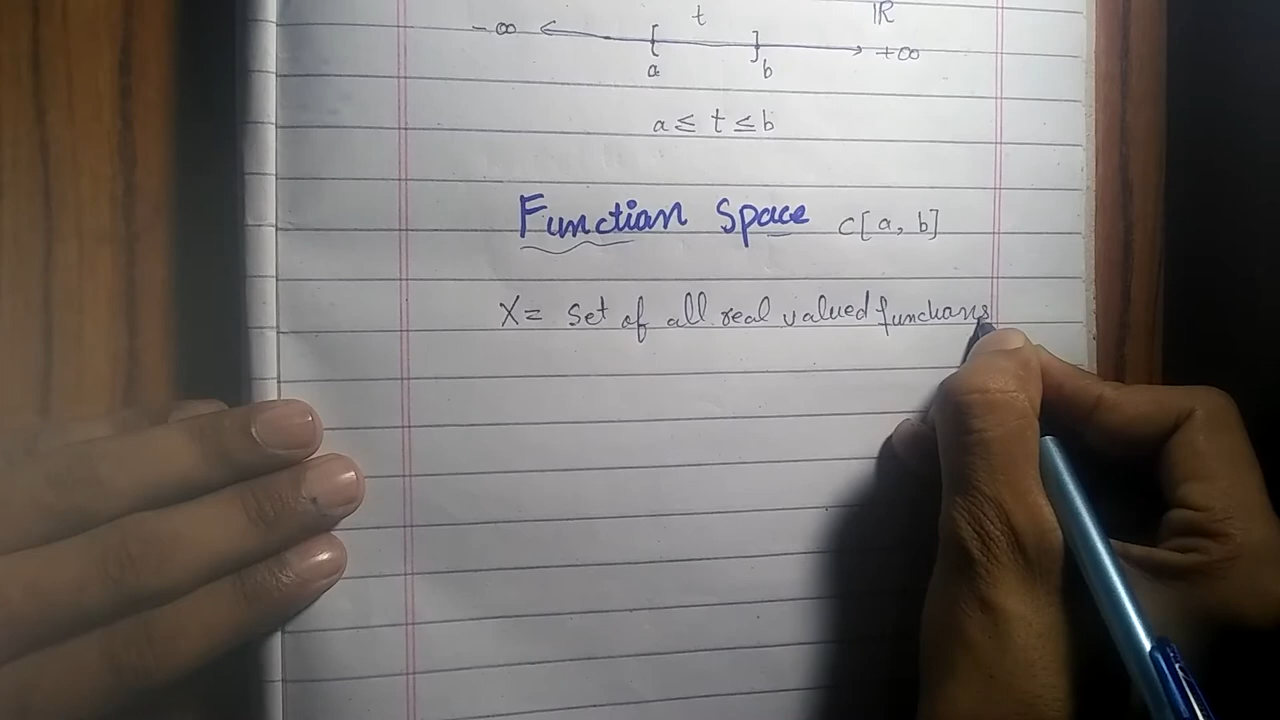 t IR
-∞ [ ] +∞
a b
a ≤ t ≤ b
Function Space c[a, b]
X = Set of all real valued functions